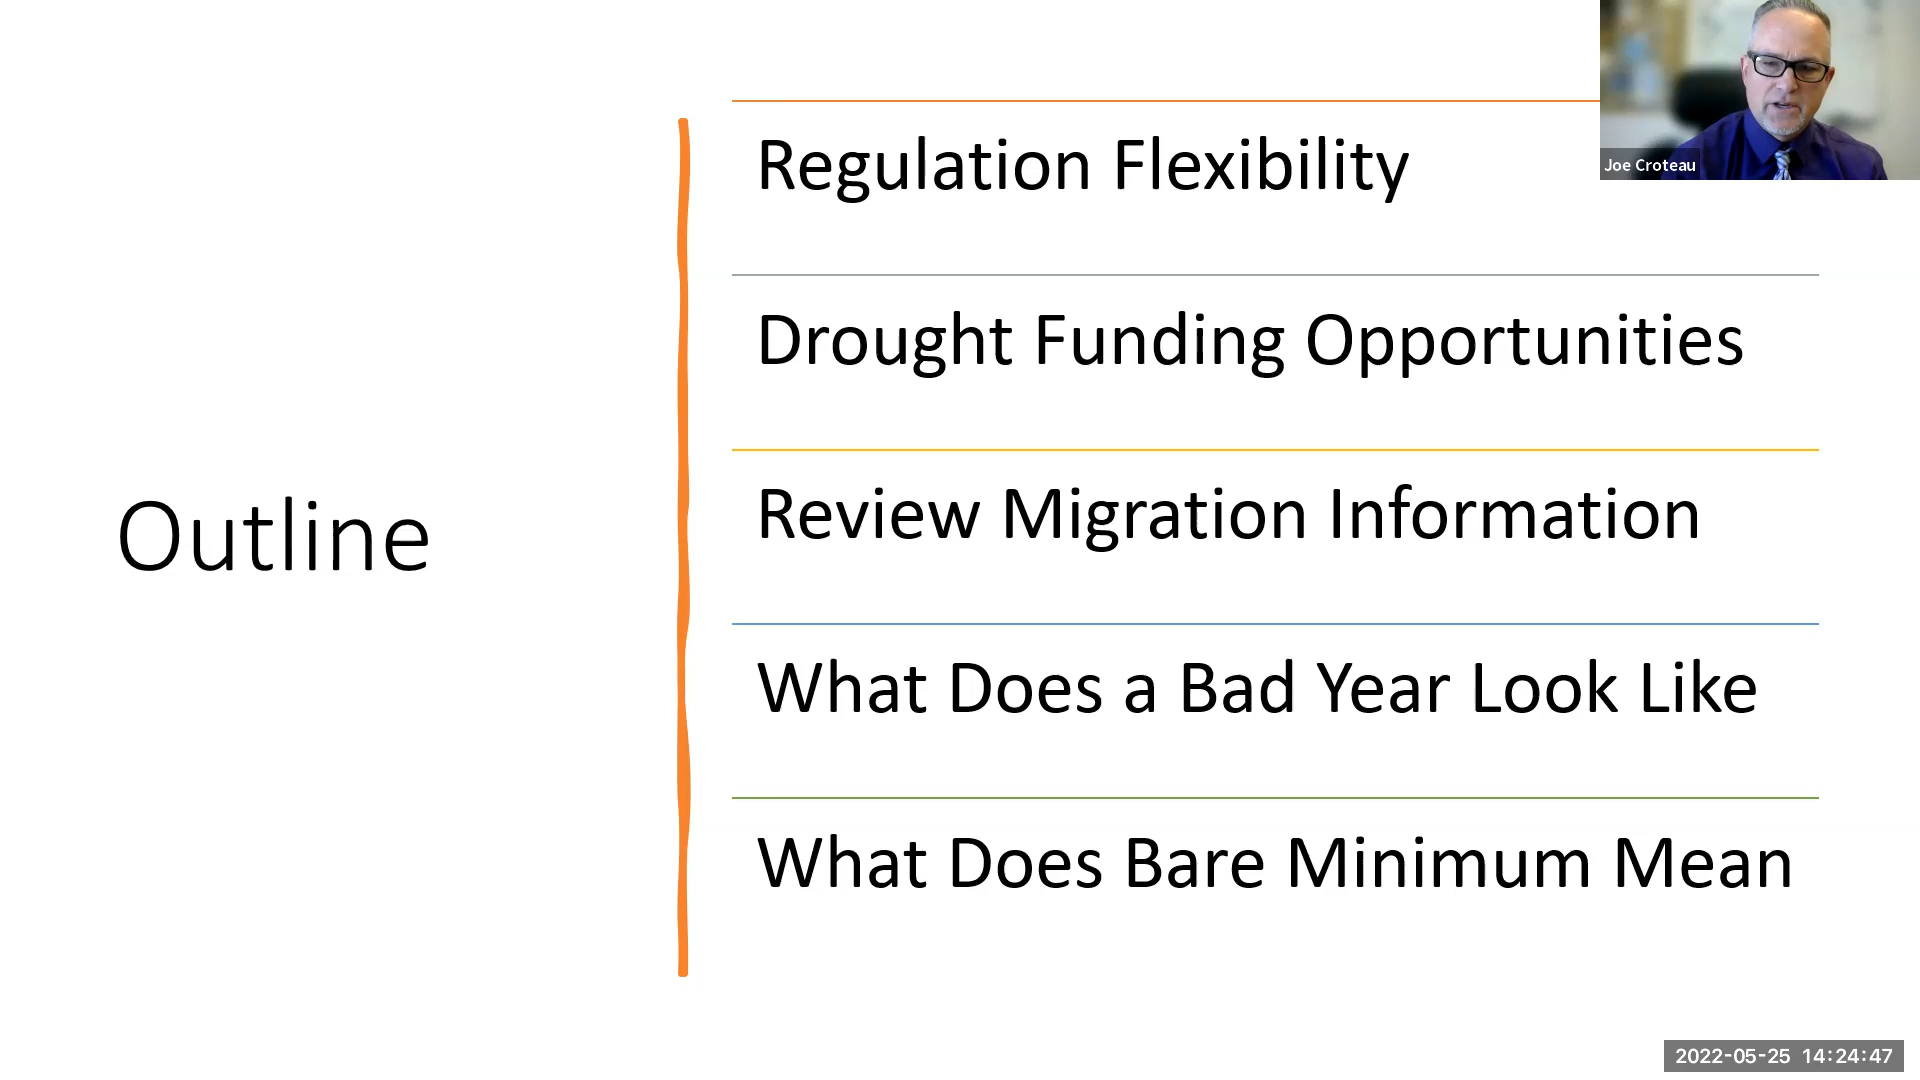 Outline
Regulation Flexibility
Drought Funding Opportunities
Review Migration Information
What Does a Bad Year Look Like
What Does Bare Minimum Mean
Joe Croteau
2022-05-25 14:24:47